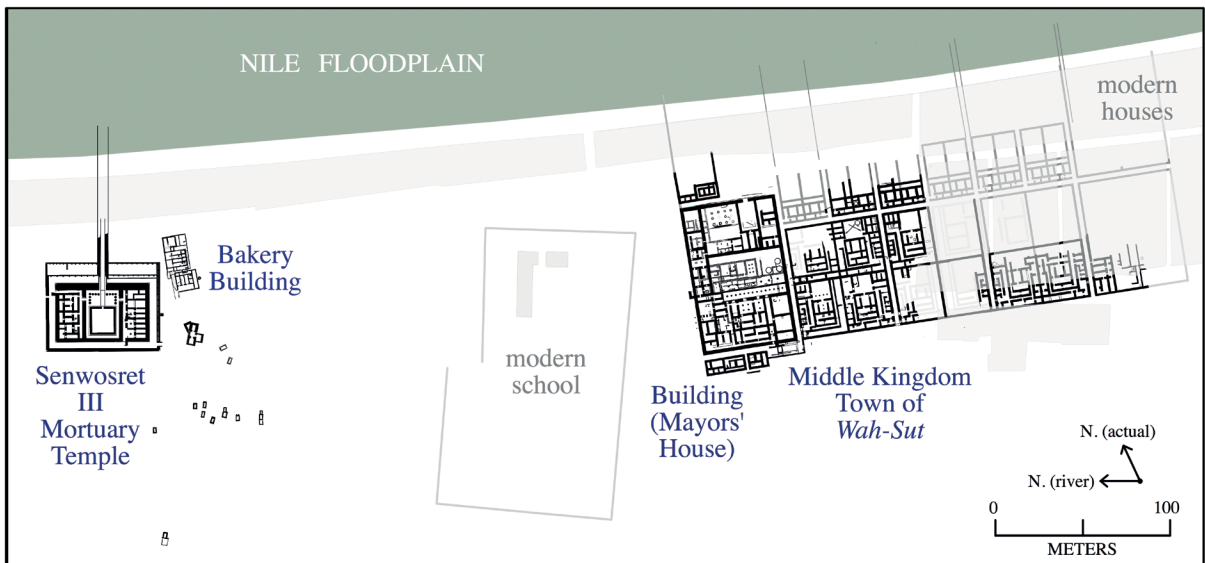 NILE FLOODPLAIN
modern
houses
Bakery
Building
modern
school
Senwosret
III
Mortuary
Temple
Building
(Mayors'
House)
Middle Kingdom
Town of
Wah-Sut
N. (actual)
N. (river)
0 100
METERS